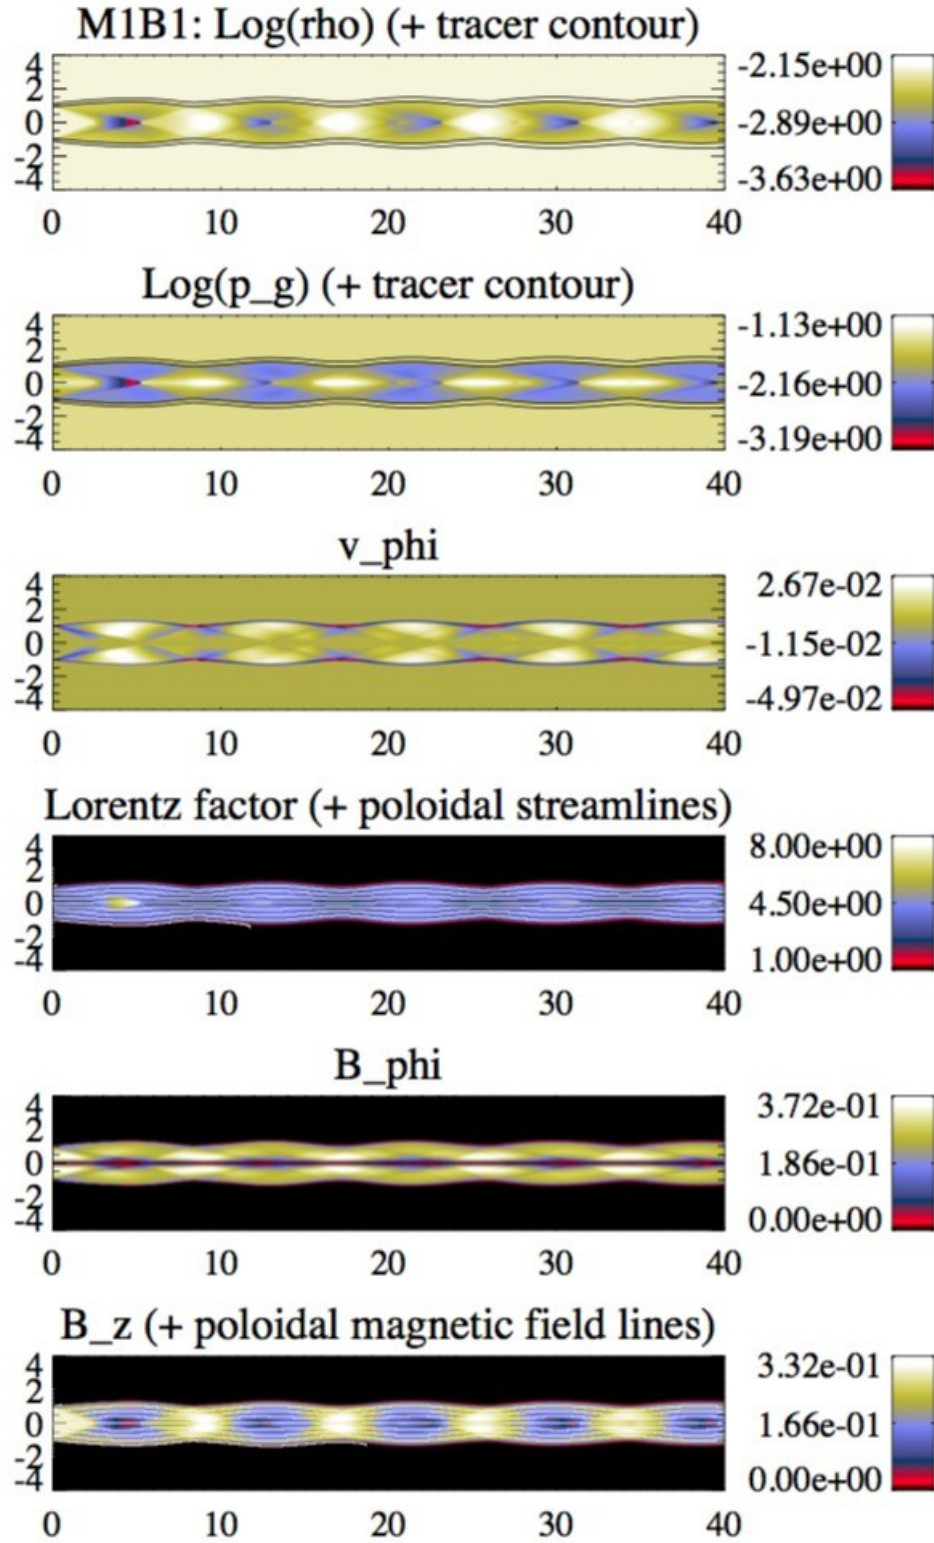 M1B1: Log(rho) (+ tracer contour)
4
2
0
-2
-4
0 10 20 30 40
-2.15e+00
-2.89e+00
-3.63e+00
Log(p_g) (+ tracer contour)
4
2
0
-2
-4
0 10 20 30 40
-1.13e+00
-2.16e+00
-3.19e+00
v_phi
4
2
0
-2
-4
0 10 20 30 40
2.67e-02
-1.15e-02
-4.97e-02
Lorentz factor (+ poloidal streamlines)
4
2
0
-2
-4
0 10 20 30 40
8.00e+00
4.50e+00
1.00e+00
B_phi
4
2
0
-2
-4
0 10 20 30 40
3.72e-01
1.86e-01
0.00e+00
B_z (+ poloidal magnetic field lines)
4
2
0
-2
-4
0 10 20 30 40
3.32e-01
1.66e-01
0.00e+00